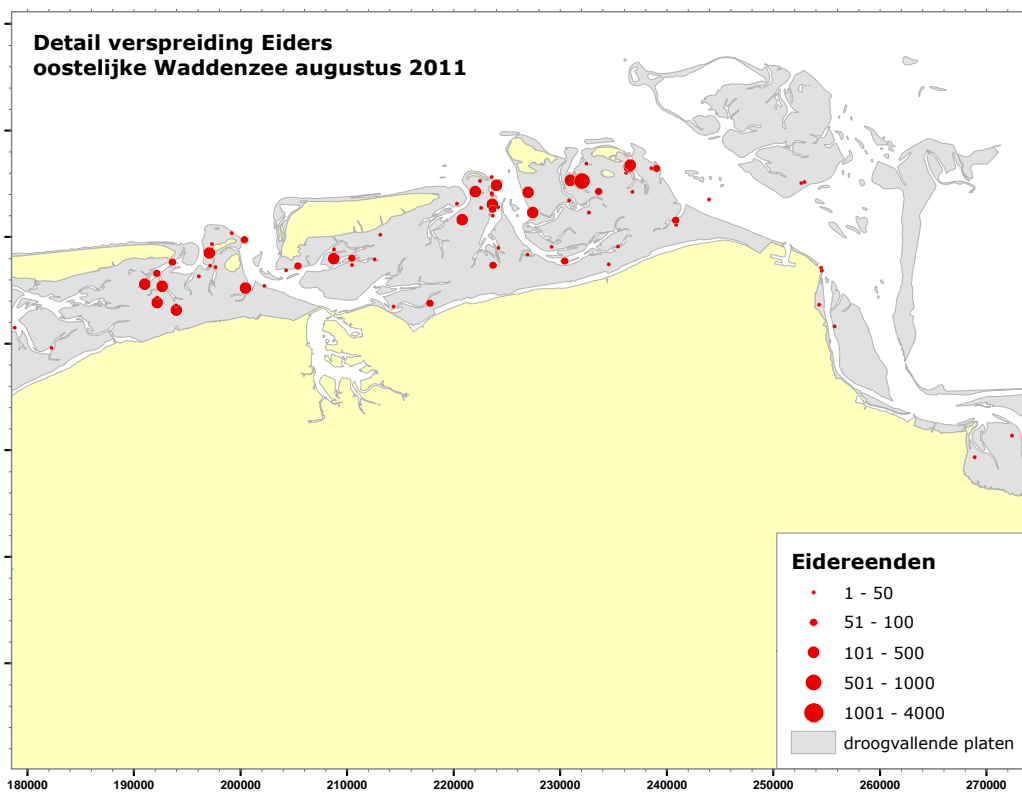 Detail verspreiding Eiders
oostelijke Waddenzee augustus 2011
Eidereenden
1 - 50
51 - 100
101 - 500
501 - 1000
1001 - 4000
droogvallende platen
180000 190000 200000 210000 220000 230000 240000 250000 260000 270000